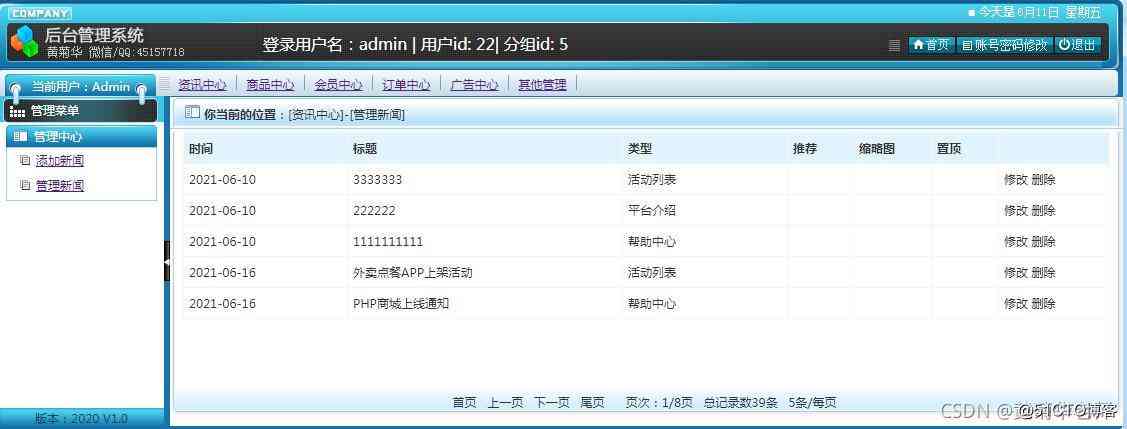 COMPANY
■ 今天是 6月11日 星期五
后台管理系统
黄菊华 微信/QQ:45157718
登录用户名：admin | 用户id: 22| 分组id: 5
首页 账号密码修改 退出
当前用户：Admin
资讯中心 商品中心 会员中心 订单中心 广告中心 其他管理
管理菜单
管理中心
添加新闻
管理新闻
你当前的位置：[资讯中心]-[管理新闻]
时间 标题 类型 推荐 缩略图 置顶
2021-06-10 3333333 活动列表 修改 删除
2021-06-10 222222 平台介绍 修改 删除
2021-06-10 1111111111 帮助中心 修改 删除
2021-06-16 外卖点餐APP上架活动 活动列表 修改 删除
2021-06-16 PHP商城上线通知 帮助中心 修改 删除
首页 上一页 下一页 尾页 页次：1/8页 总记录数39条 5条/每页
版本：2020 V1.0
CSDN @51CTO博客